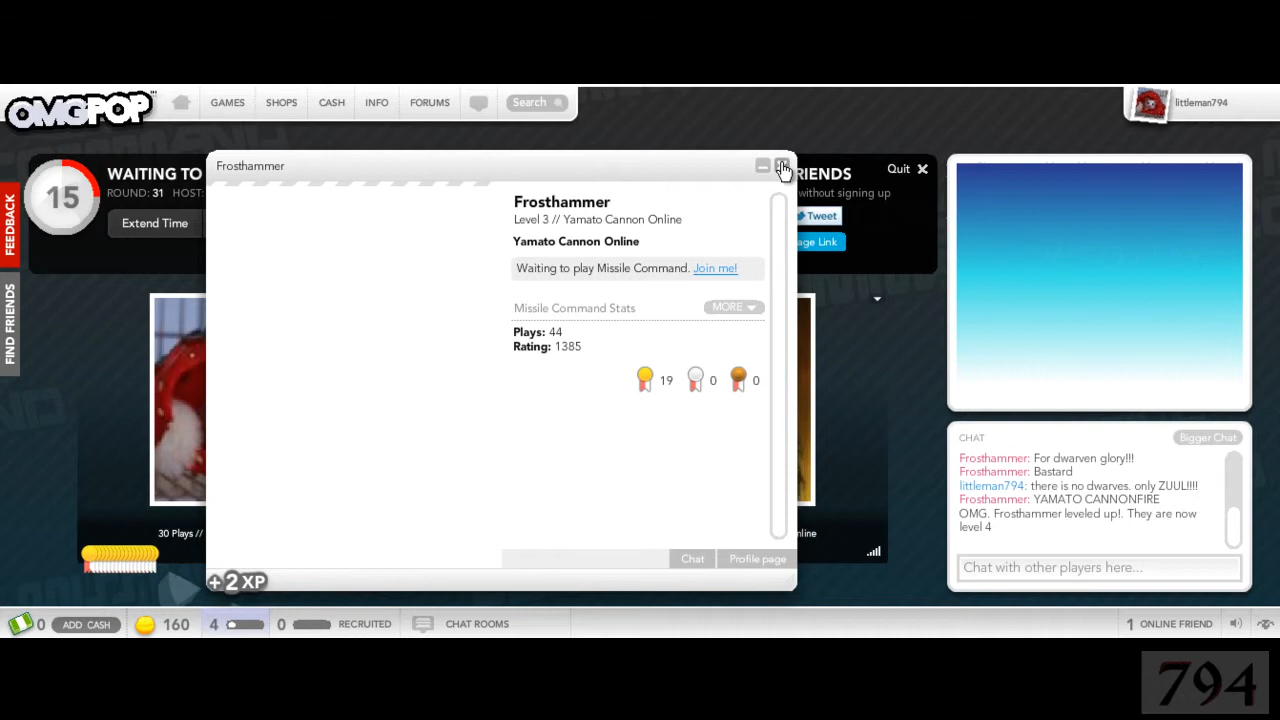 OMGPOP
GAMES
SHOPS
CASH
INFO
FORUMS
Search
littleman794
FEEDBACK
FIND FRIENDS
15
WAITING TO
ROUND: 31 HOST:
Extend Time
RIENDS
without signing up
Quit
Tweet
age Link
Frosthammer
Frosthammer
Level 3 // Yamato Cannon Online
Yamato Cannon Online
Waiting to play Missile Command. Join me!
Missile Command Stats
MORE
Plays: 44
Rating: 1385
19
0
0
Chat
Profile page
+2 XP
30 Plays //
nline
CHAT
Bigger Chat
Frosthammer: For dwarven glory!!!
Frosthammer: Bastard
littleman794: there is no dwarves. only ZUUL!!!!
Frosthammer: YAMATO CANNONFIRE
OMG. Frosthammer leveled up!. They are now
level 4
Chat with other players here...
0
ADD CASH
160
4
0
RECRUITED
CHAT ROOMS
1 ONLINE FRIEND
794